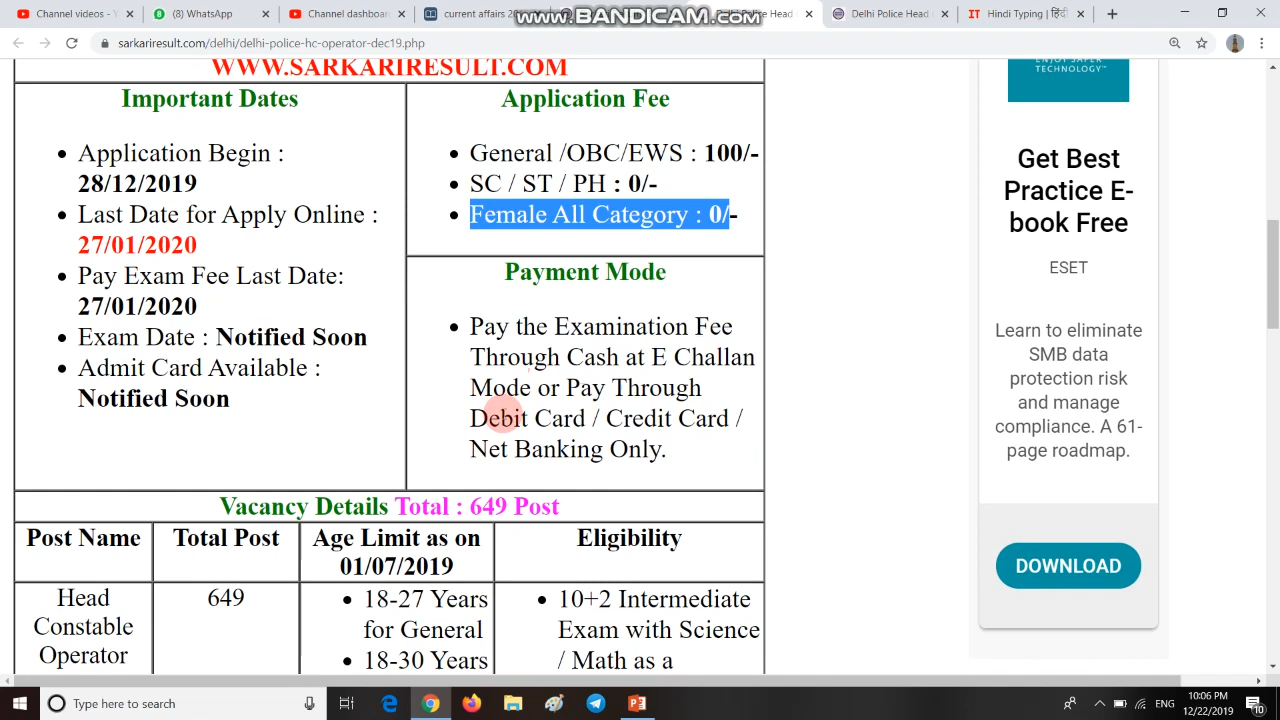 Channel videos - Y
(8) WhatsApp
Channel dashboard
current affairs 20
Delhi Police Head
Delhi Police Head C
Hindi Typing | हिंदी
www.BANDICAM.com
sarkariresult.com/delhi/delhi-police-hc-operator-dec19.php
WWW.SARKARIRESULT.COM
Important Dates
Application Begin :
28/12/2019
Last Date for Apply Online :
27/01/2020
Pay Exam Fee Last Date:
27/01/2020
Exam Date : Notified Soon
Admit Card Available :
Notified Soon
Application Fee
General /OBC/EWS : 100/-
SC / ST / PH : 0/-
Female All Category : 0/-
Payment Mode
Pay the Examination Fee
Through Cash at E Challan
Mode or Pay Through
Debit Card / Credit Card /
Net Banking Only.
Vacancy Details Total : 649 Post
Post Name
Total Post
Age Limit as on
01/07/2019
Eligibility
Head
Constable
Operator
649
18-27 Years
for General
18-30 Years
10+2 Intermediate
Exam with Science
/ Math as a
ENJOY SAFER
TECHNOLOGY™
Get Best
Practice E-
book Free
ESET
Learn to eliminate
SMB data
protection risk
and manage
compliance. A 61-
page roadmap.
DOWNLOAD
Type here to search
ENG
10:06 PM
12/22/2019
10